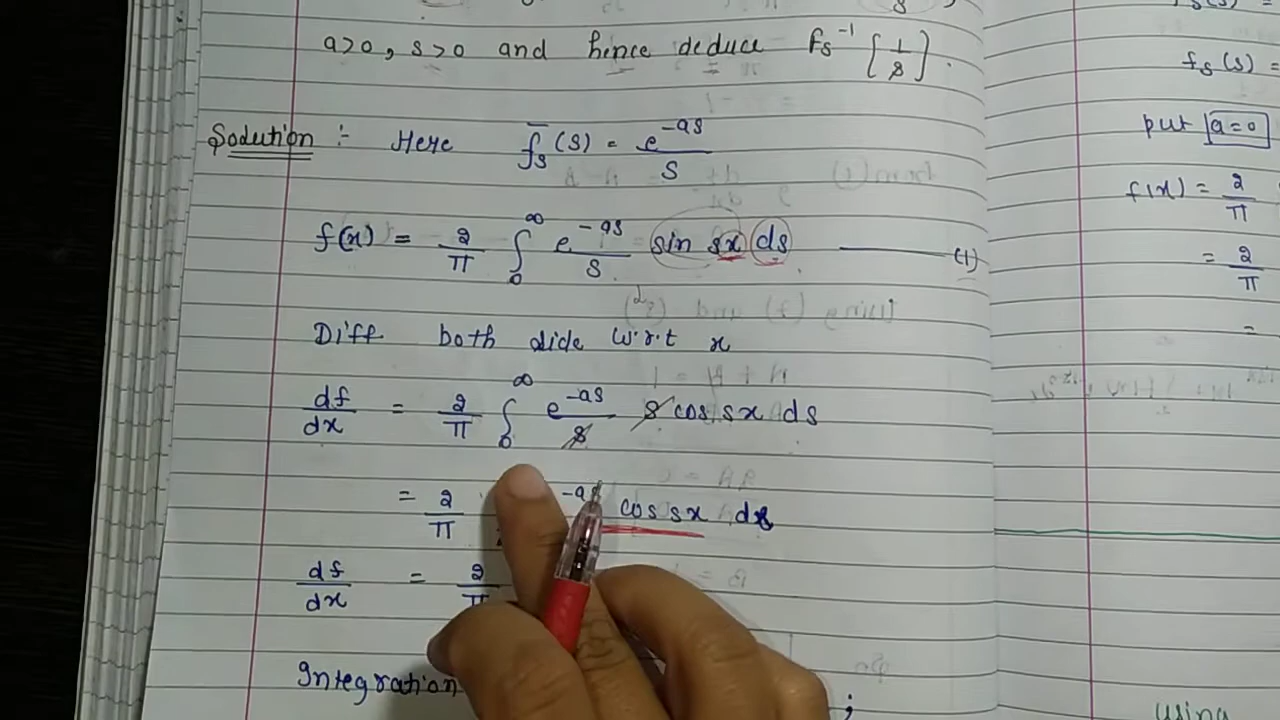 a>0, s>0 and hence deduce Fs⁻¹ [1/s].
Solution :- Here f̄s(s) = e^-as / s
f(x) = 2/π ∫₀^∞ e^-as / s sin sx ds ——— (1)
Diff both side w.r.t x
df/dx = 2/π ∫₀^∞ e^-as / s s cos sx ds
= 2/π -as cos sx ds
df/dx = 2/π
Integration ;
fs(s) =
put a=0
f(x) = 2/π
= 2/π
=
using